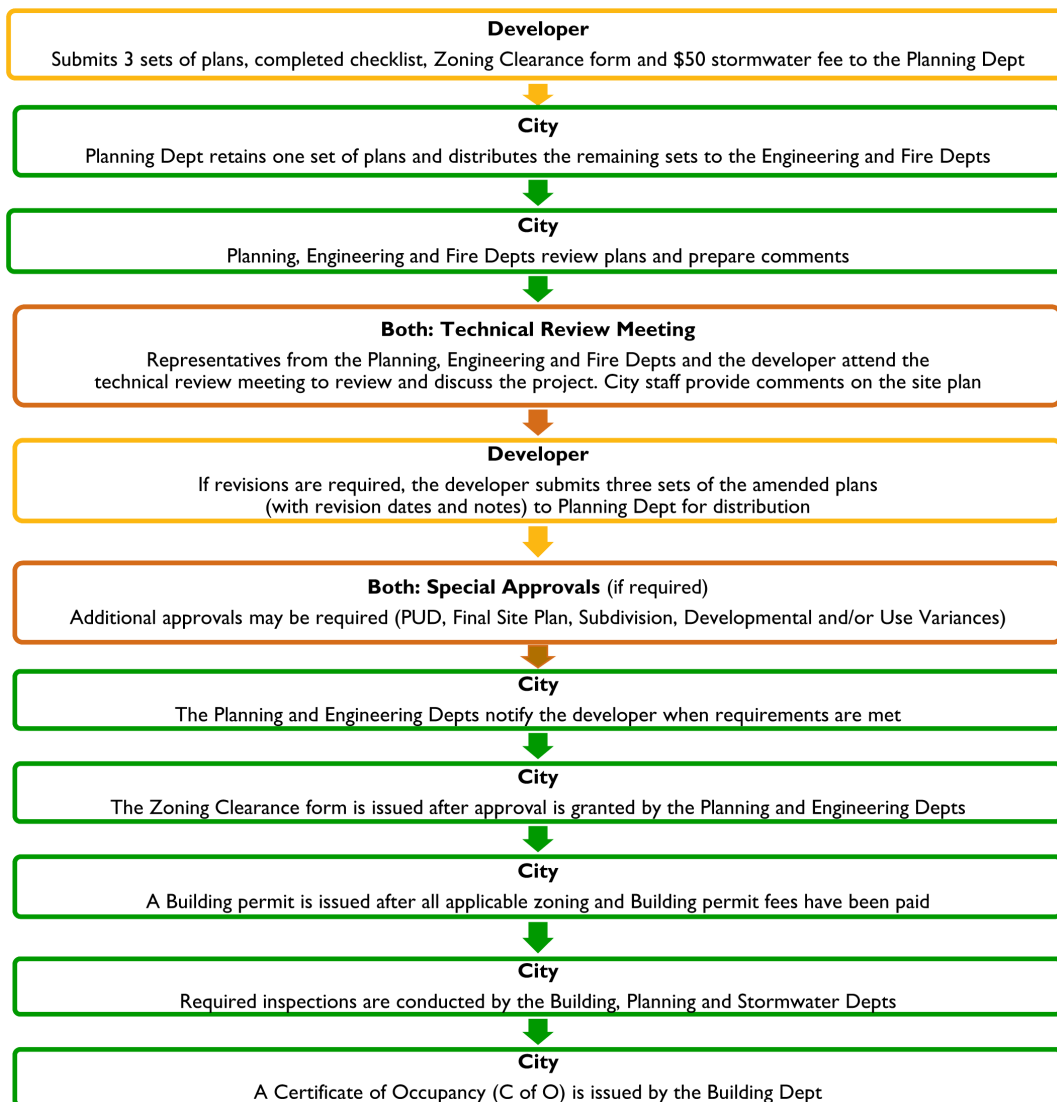 Developer
Submits 3 sets of plans, completed checklist, Zoning Clearance form and $50 stormwater fee to the Planning Dept
City
Planning Dept retains one set of plans and distributes the remaining sets to the Engineering and Fire Depts
City
Planning, Engineering and Fire Depts review plans and prepare comments
Both: Technical Review Meeting
Representatives from the Planning, Engineering and Fire Depts and the developer attend the
technical review meeting to review and discuss the project. City staff provide comments on the site plan
Developer
If revisions are required, the developer submits three sets of the amended plans
(with revision dates and notes) to Planning Dept for distribution
Both: Special Approvals (if required)
Additional approvals may be required (PUD, Final Site Plan, Subdivision, Developmental and/or Use Variances)
City
The Planning and Engineering Depts notify the developer when requirements are met
City
The Zoning Clearance form is issued after approval is granted by the Planning and Engineering Depts
City
A Building permit is issued after all applicable zoning and Building permit fees have been paid
City
Required inspections are conducted by the Building, Planning and Stormwater Depts
City
A Certificate of Occupancy (C of O) is issued by the Building Dept